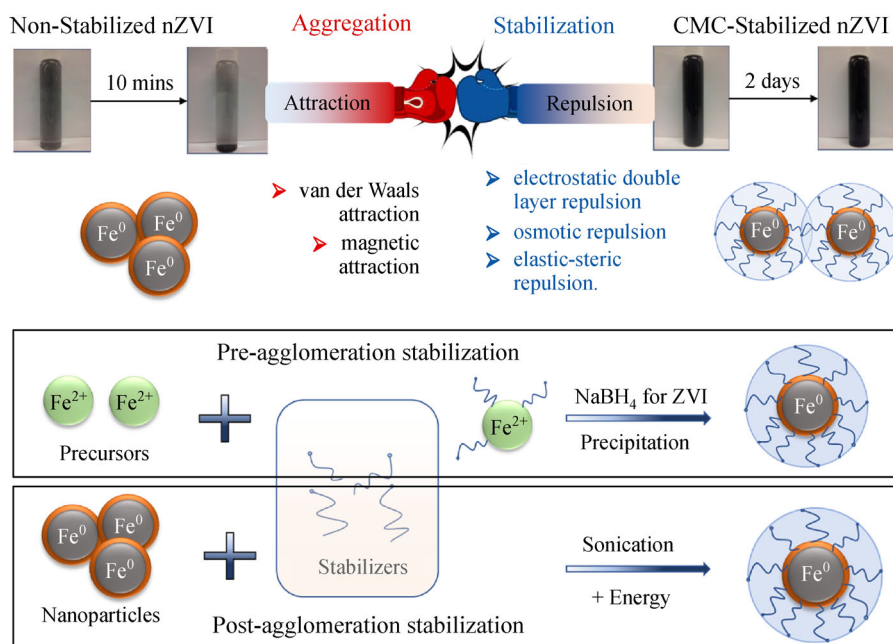 Non-Stabilized nZVI
Aggregation
Stabilization
CMC-Stabilized nZVI
10 mins
Attraction
Repulsion
2 days
➢ van der Waals
attraction
➢ magnetic
attraction
➢ electrostatic double
layer repulsion
➢ osmotic repulsion
➢ elastic-steric
repulsion.
Fe⁰
Fe⁰
Fe⁰
Fe⁰
Fe⁰
Pre-agglomeration stabilization
Fe²⁺
Fe²⁺
Precursors
Fe²⁺
NaBH₄ for ZVI
Precipitation
Fe⁰
Fe⁰
Fe⁰
Fe⁰
Nanoparticles
Stabilizers
Sonication
+ Energy
Fe⁰
Post-agglomeration stabilization